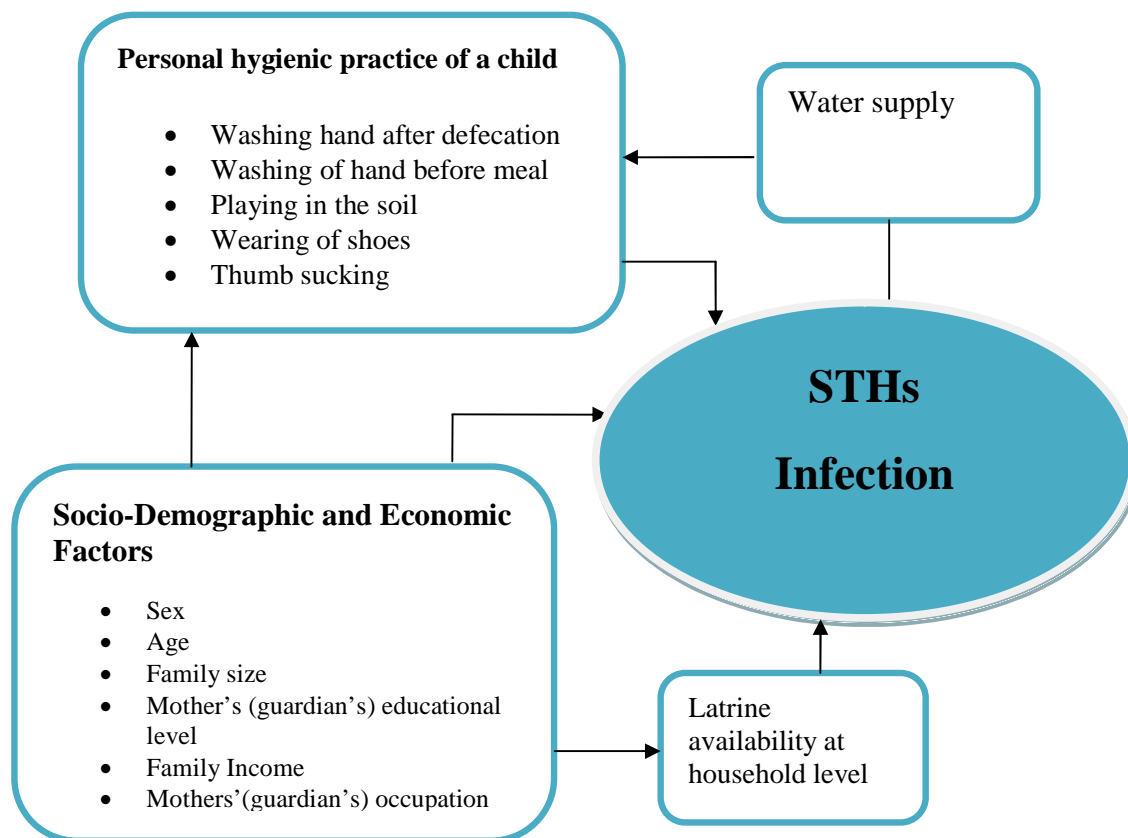 Personal hygienic practice of a child
• Washing hand after defecation
• Washing of hand before meal
• Playing in the soil
• Wearing of shoes
• Thumb sucking
Water supply
STHs
Infection
Socio-Demographic and Economic
Factors
• Sex
• Age
• Family size
• Mother’s (guardian’s) educational
level
• Family Income
• Mothers’(guardian’s) occupation
Latrine
availability at
household level